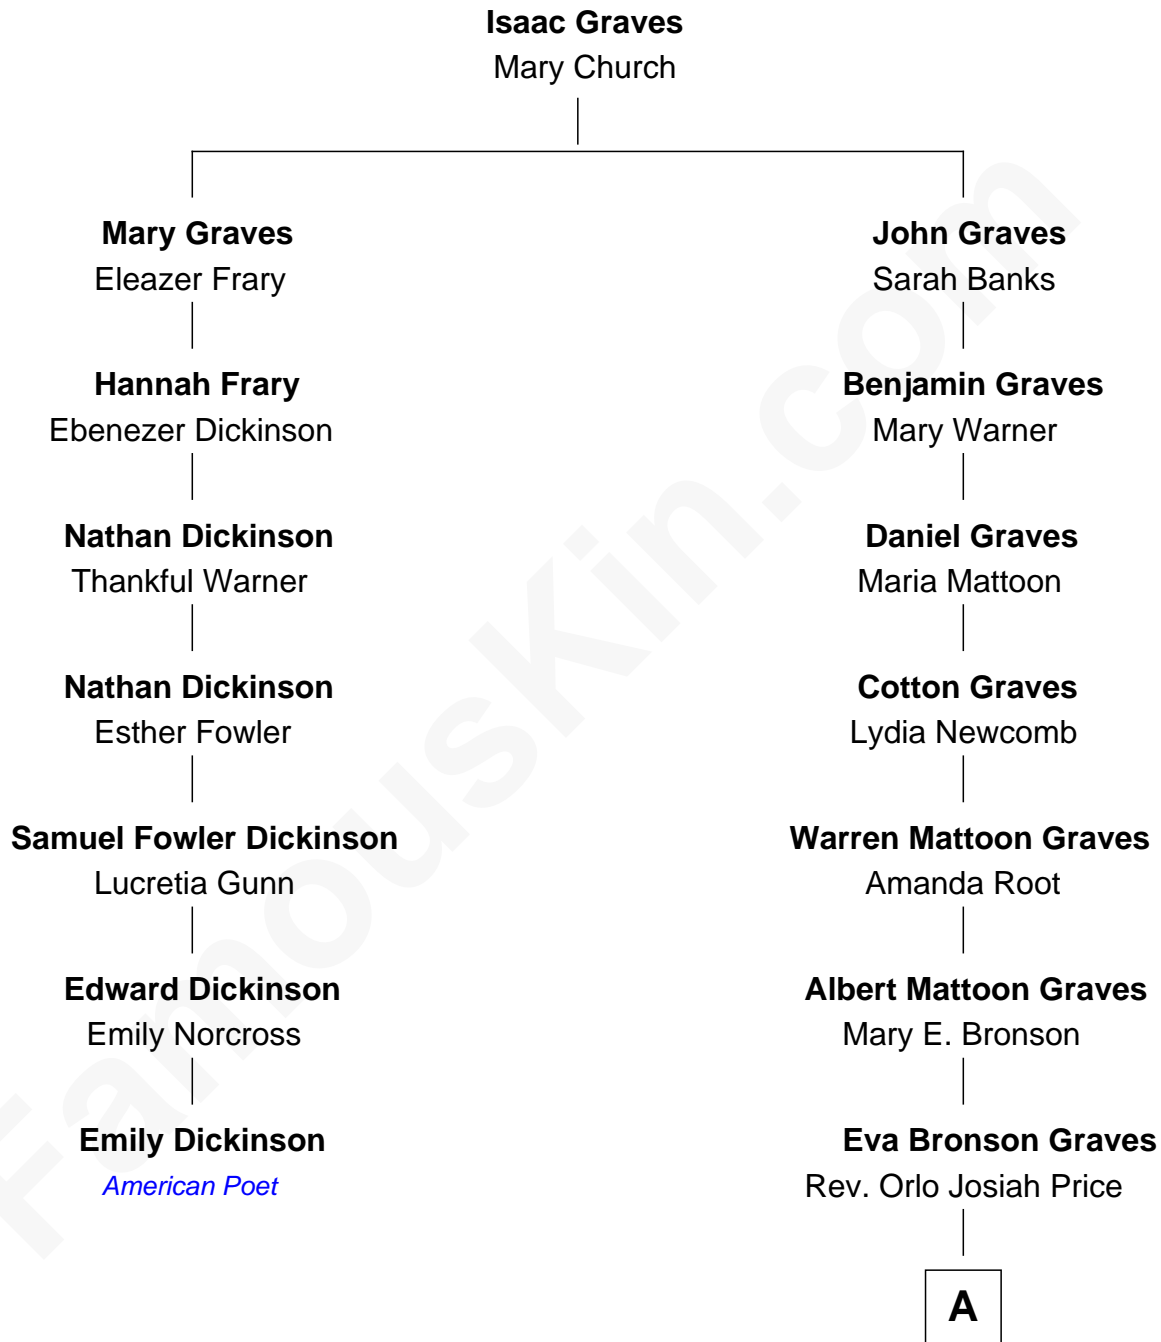 Isaac Graves
Mary Church
Mary Graves
Eleazer Frary
John Graves
Sarah Banks
Hannah Frary
Ebenezer Dickinson
Benjamin Graves
Mary Warner
Nathan Dickinson
Thankful Warner
Daniel Graves
Maria Mattoon
Nathan Dickinson
Esther Fowler
Cotton Graves
Lydia Newcomb
Samuel Fowler Dickinson
Lucretia Gunn
Warren Mattoon Graves
Amanda Root
Edward Dickinson
Emily Norcross
Albert Mattoon Graves
Mary E. Bronson
Emily Dickinson
American Poet
Eva Bronson Graves
Rev. Orlo Josiah Price
A
FamousKin.com